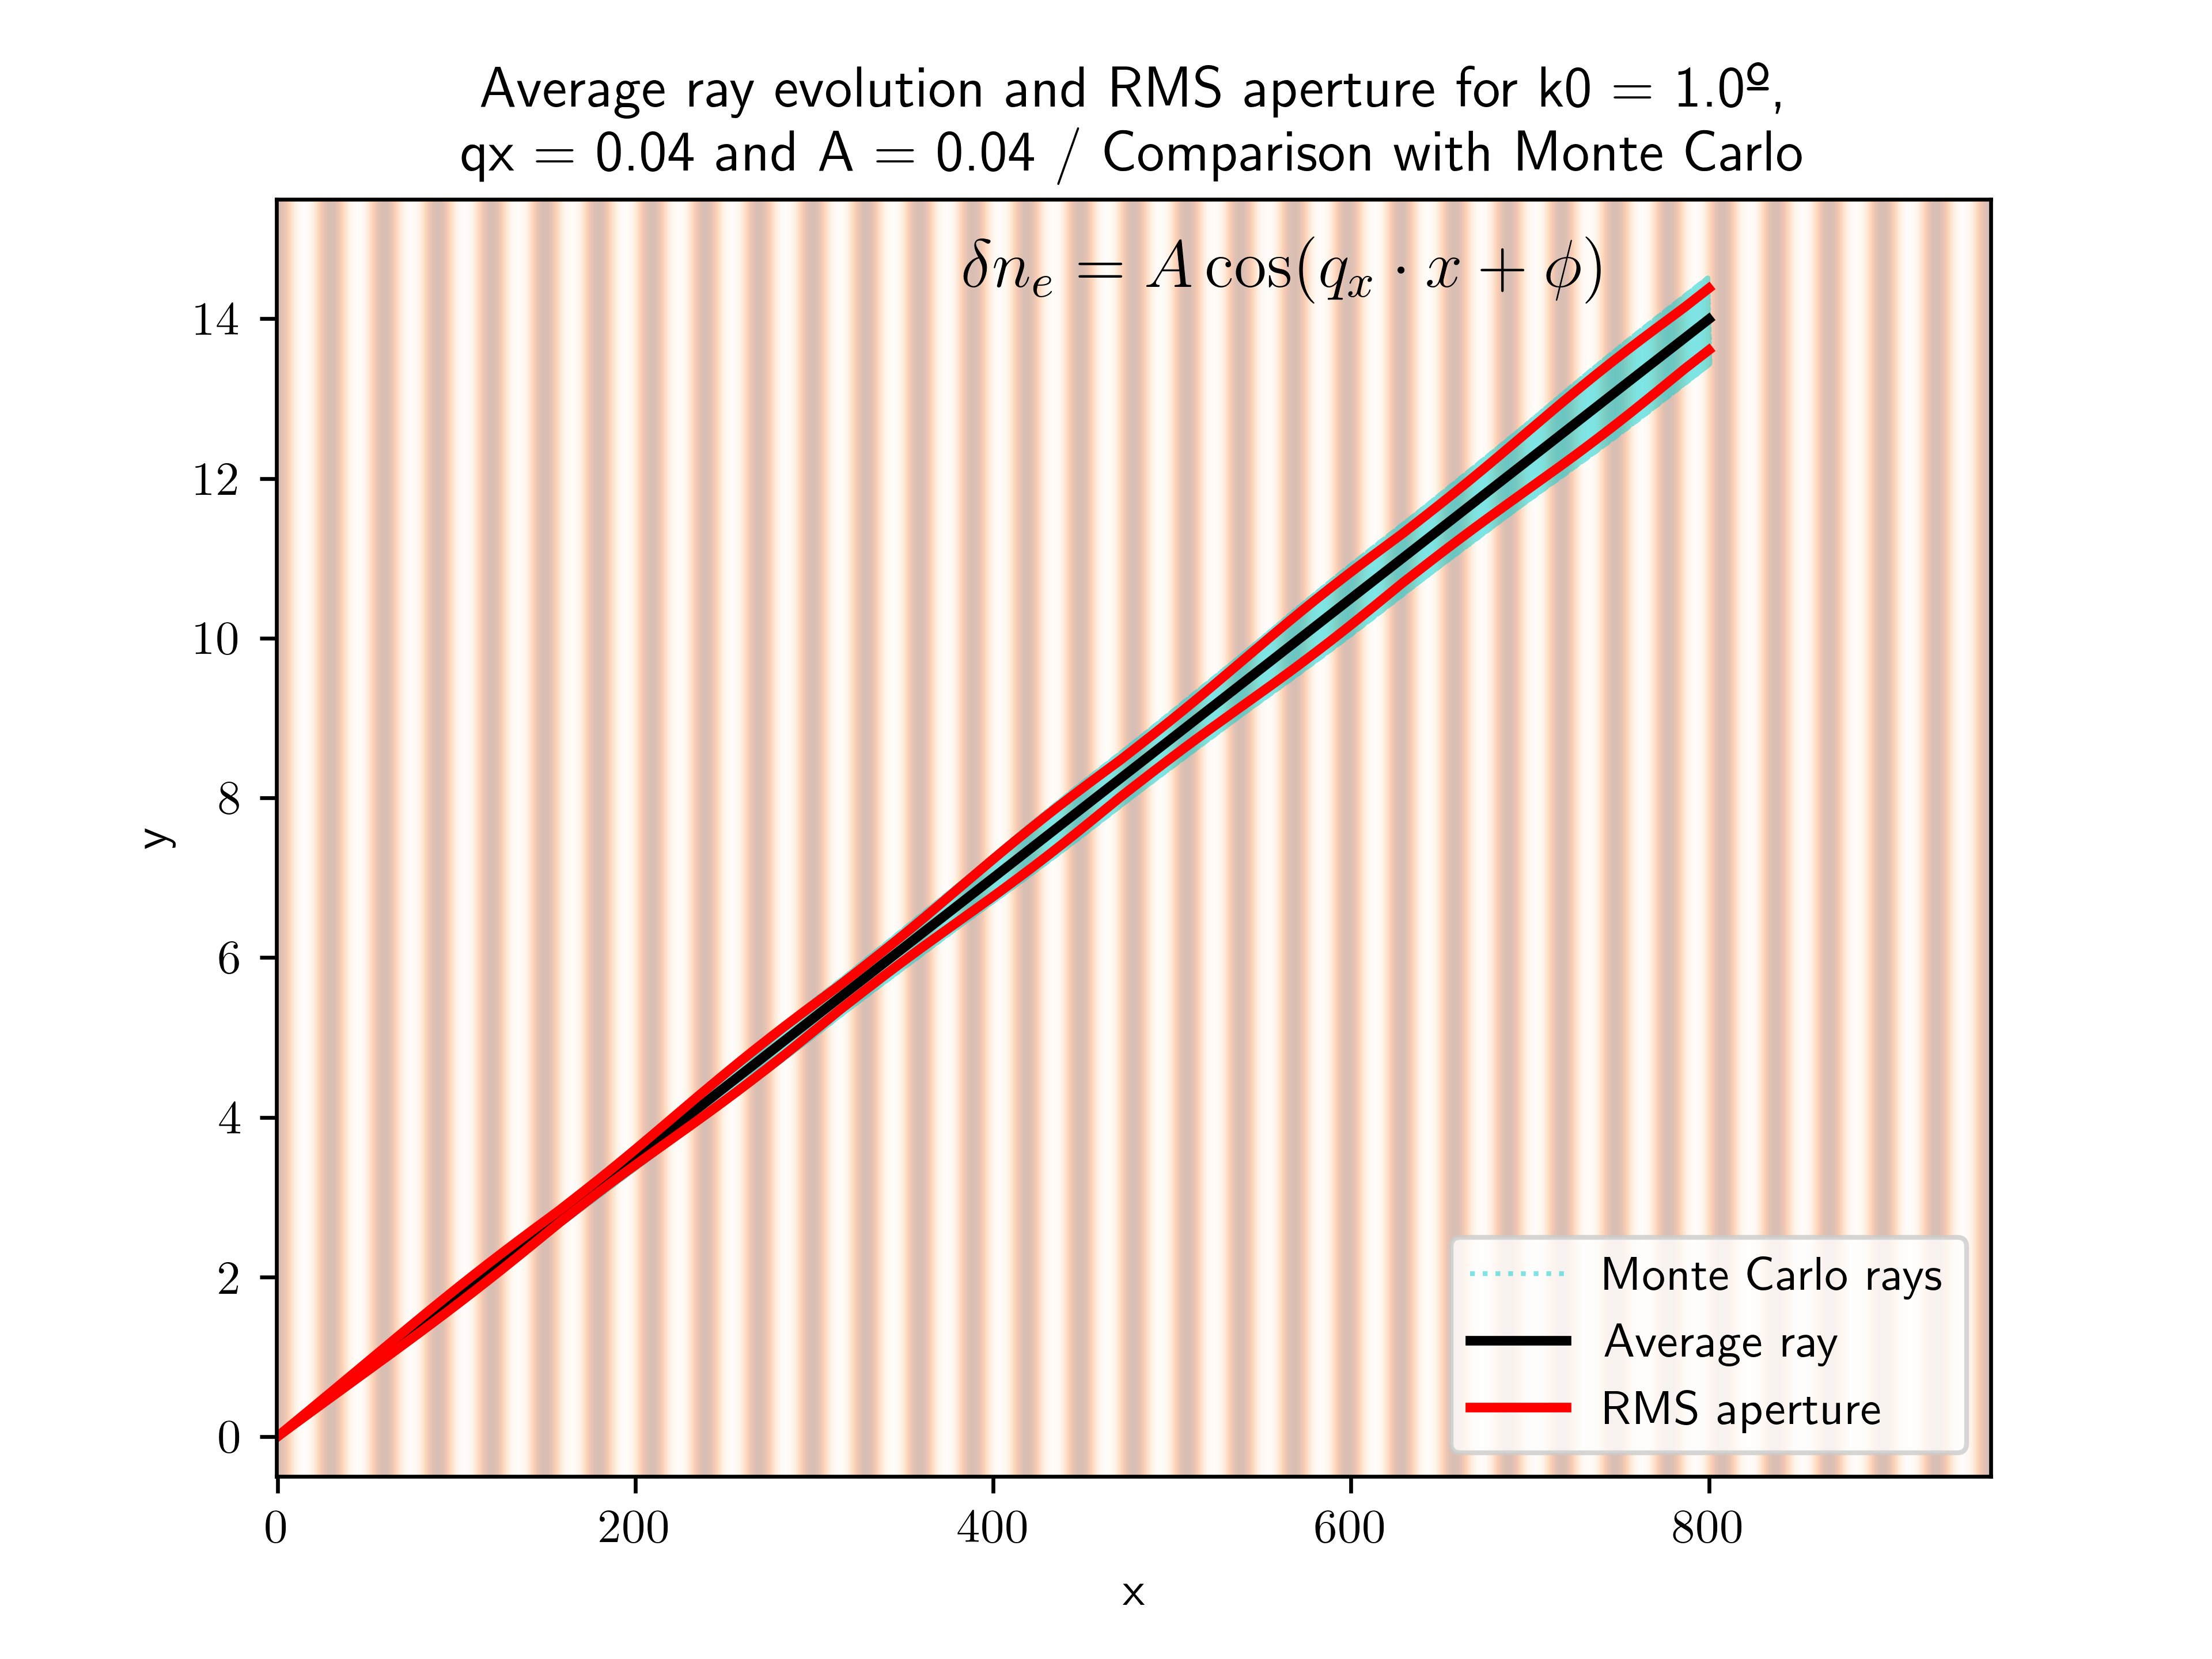 Average ray evolution and RMS aperture for k0 = 1.0º,
qx = 0.04 and A = 0.04 / Comparison with Monte Carlo
δnₑ = A cos(qₓ · x + ϕ)
14
12
10
8
6
4
2
0
y
Monte Carlo rays
Average ray
RMS aperture
0 200 400 600 800
x